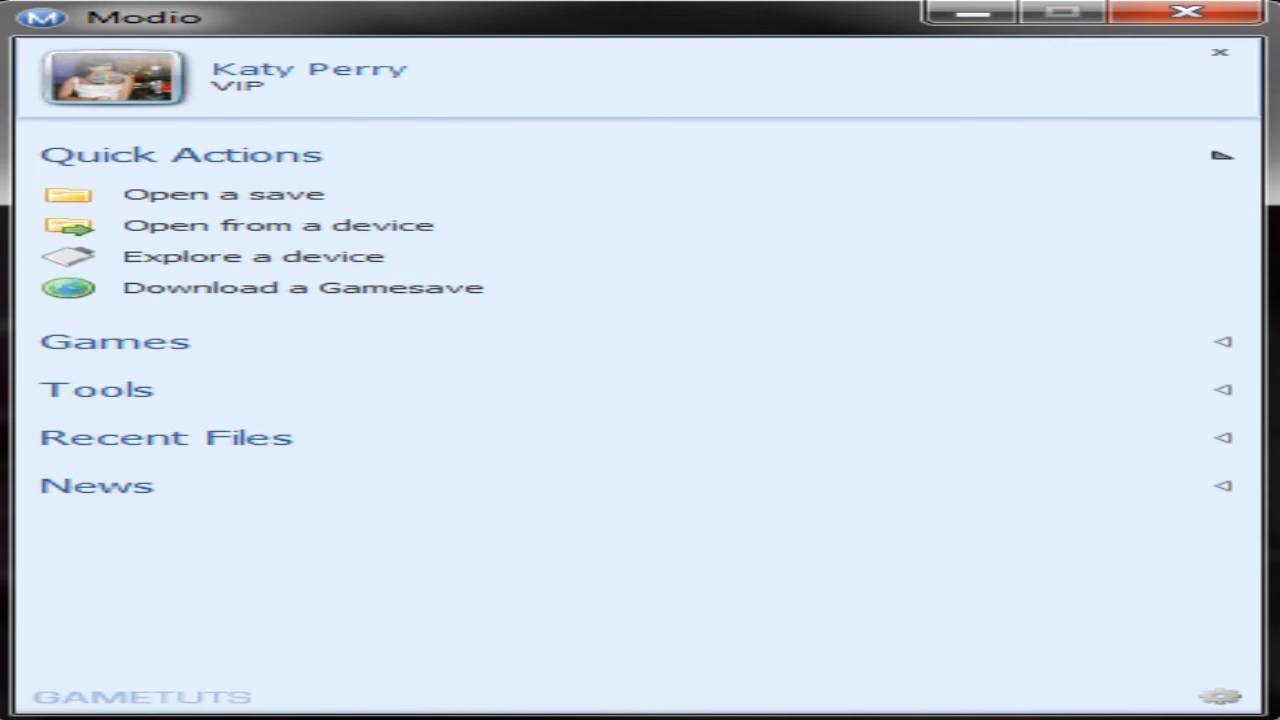 Modio
Katy Perry
VIP
Quick Actions
Open a save
Open from a device
Explore a device
Download a Gamesave
Games
Tools
Recent Files
News
GAMETUTS